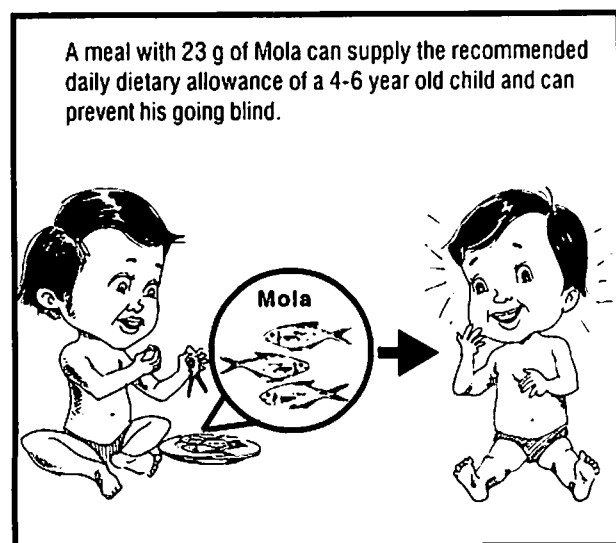 A meal with 23 g of Mola can supply the recommended
daily dietary allowance of a 4-6 year old child and can
prevent his going blind.
Mola